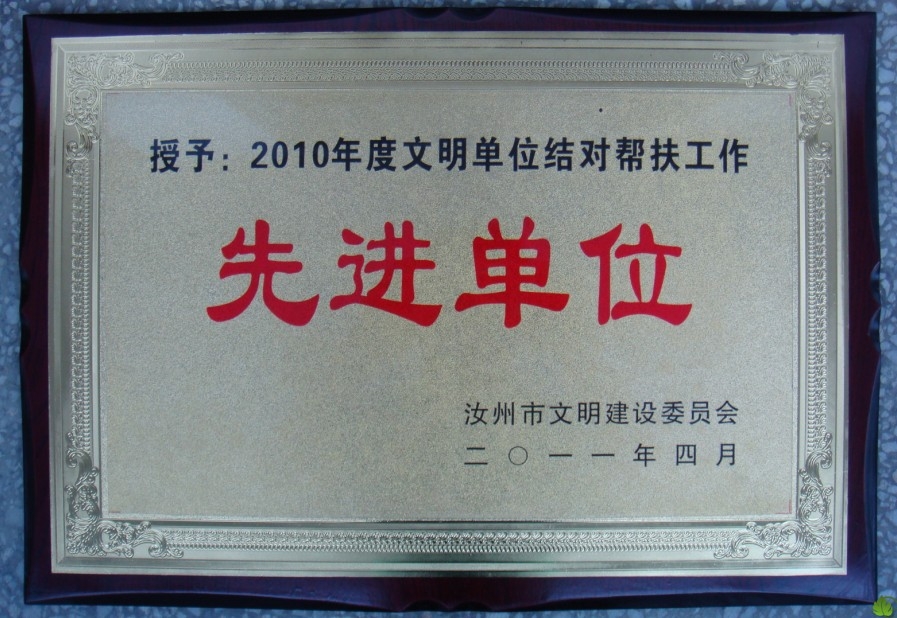 授予：2010年度文明单位结对帮扶工作
先进单位
汝州市文明建设委员会
二〇一一年四月